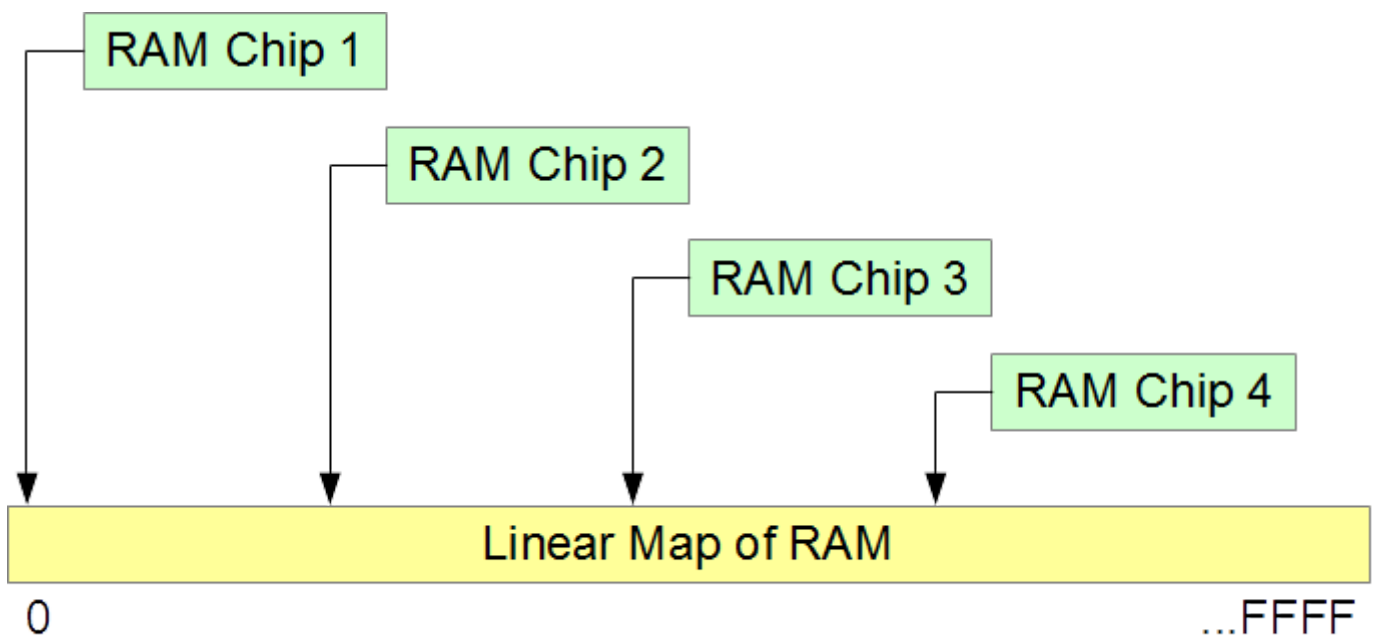 RAM Chip 1
RAM Chip 2
RAM Chip 3
RAM Chip 4
Linear Map of RAM
0
...FFFF